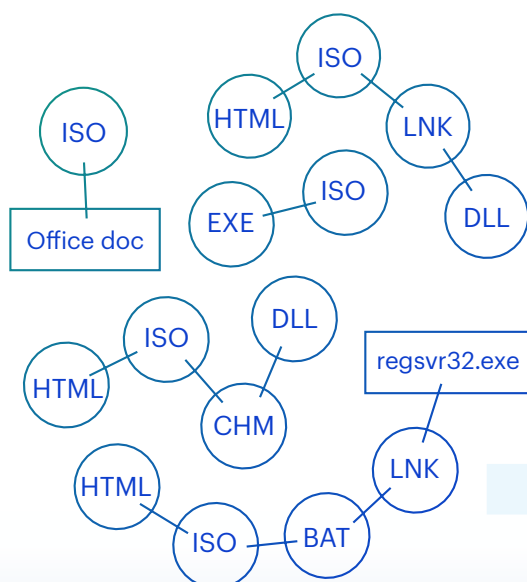 ISO
HTML
LNK
DLL
ISO
Office doc
EXE
ISO
HTML
ISO
CHM
DLL
regsvr32.exe
HTML
ISO
BAT
LNK